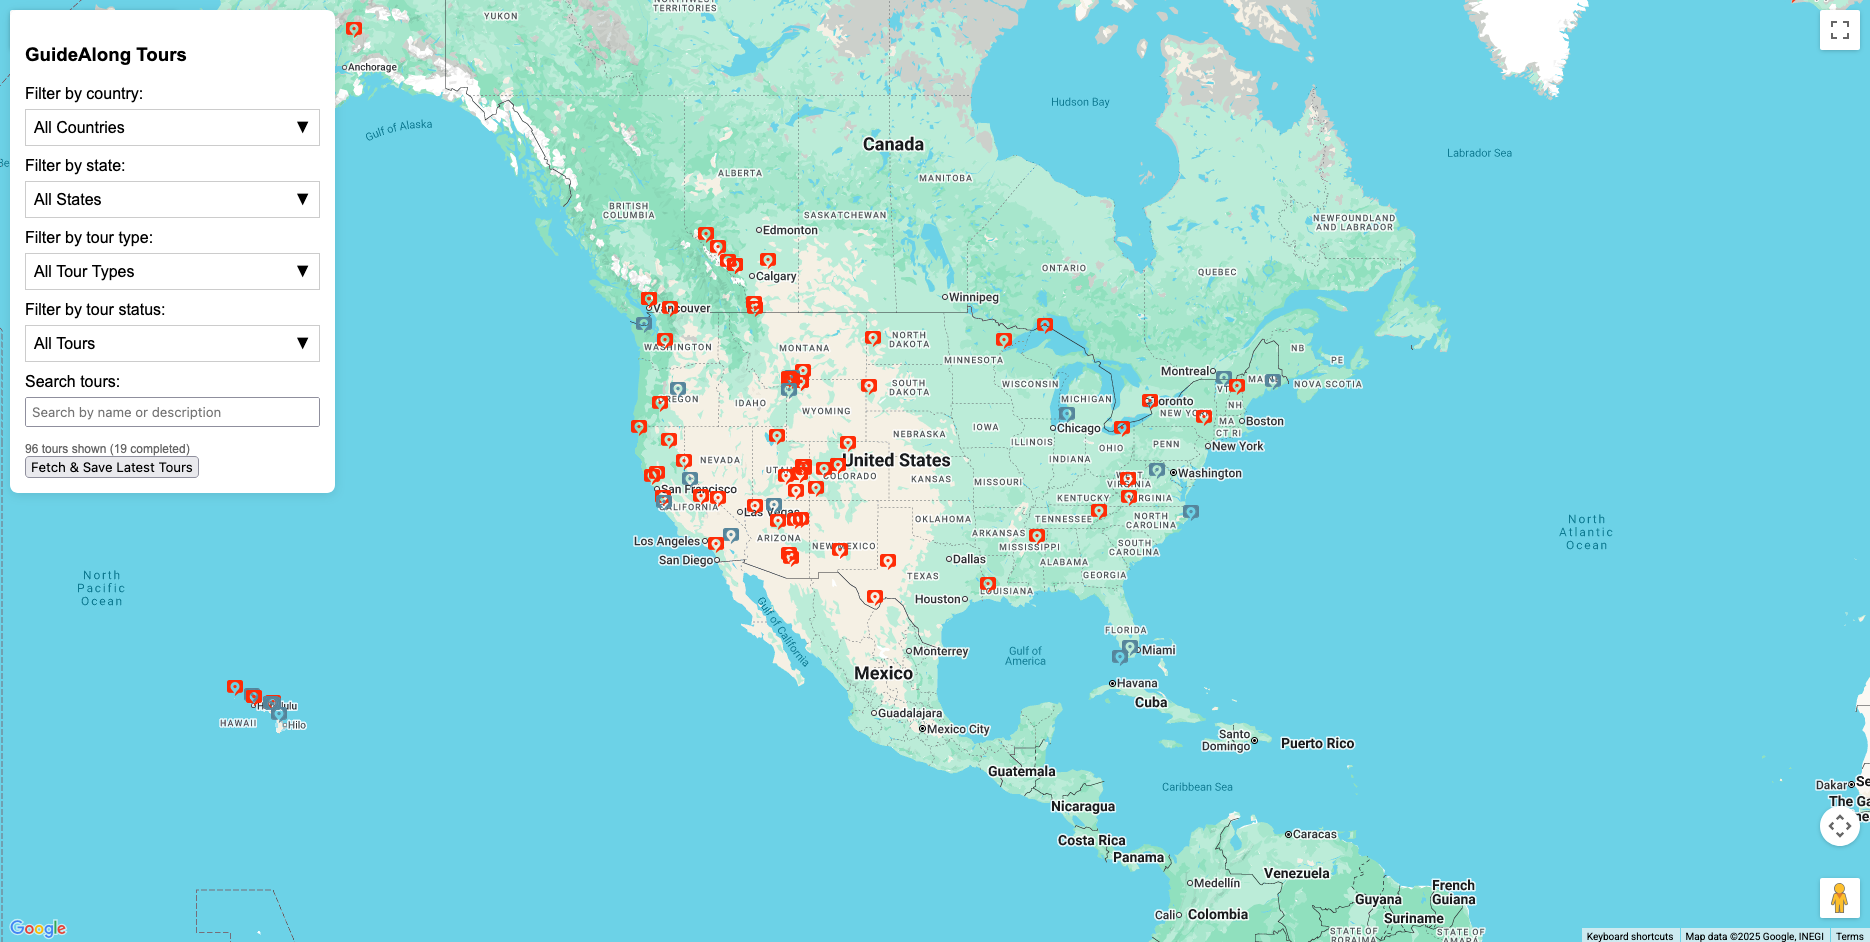 GuideAlong Tours
Filter by country:
All Countries
Filter by state:
All States
Filter by tour type:
All Tour Types
Filter by tour status:
All Tours
Search tours:
Search by name or description
96 tours shown (19 completed)
Fetch & Save Latest Tours
YUKON
NORTHWEST
TERRITORIES
Anchorage
Gulf of Alaska
Hudson Bay
Labrador Sea
Canada
ALBERTA
MANITOBA
BRITISH
COLUMBIA
SASKATCHEWAN
NEWFOUNDLAND
AND LABRADOR
Edmonton
ONTARIO
QUEBEC
Calgary
Winnipeg
Vancouver
WASHINGTON
MONTANA
NORTH
DAKOTA
MINNESOTA
NB
PE
Montreal
NOVA SCOTIA
SOUTH
DAKOTA
WISCONSIN
VT
NH
OREGON
IDAHO
WYOMING
MICHIGAN
Toronto
NEW YORK
MA
Boston
CT RI
IOWA
Chicago
NEBRASKA
ILLINOIS
OHIO
PENN
New York
NEVADA
UTAH
United States
COLORADO
KANSAS
INDIANA
MISSOURI
Washington
WEST
VIRGINIA
San Francisco
CALIFORNIA
KENTUCKY
VIRGINIA
Las Vegas
OKLAHOMA
TENNESSEE
NORTH
CAROLINA
ARIZONA
NEW MEXICO
ARKANSAS
MISSISSIPPI
SOUTH
CAROLINA
Los Angeles
San Diego
Dallas
ALABAMA
GEORGIA
TEXAS
LOUISIANA
Houston
North
Pacific
Ocean
North
Atlantic
Ocean
Gulf of California
FLORIDA
Miami
Monterrey
Gulf of
America
Mexico
Havana
Cuba
Honolulu
HAWAII
Hilo
Guadalajara
Mexico City
Santo
Domingo
Puerto Rico
Guatemala
Caribbean Sea
Dakar
Nicaragua
Costa Rica
Panama
Caracas
Medellín
Venezuela
Cali
Colombia
Guyana
French
Guiana
Suriname
STATE OF
RORAIMA
STATE OF
Google
Keyboard shortcuts
Map data ©2025 Google, INEGI
Terms